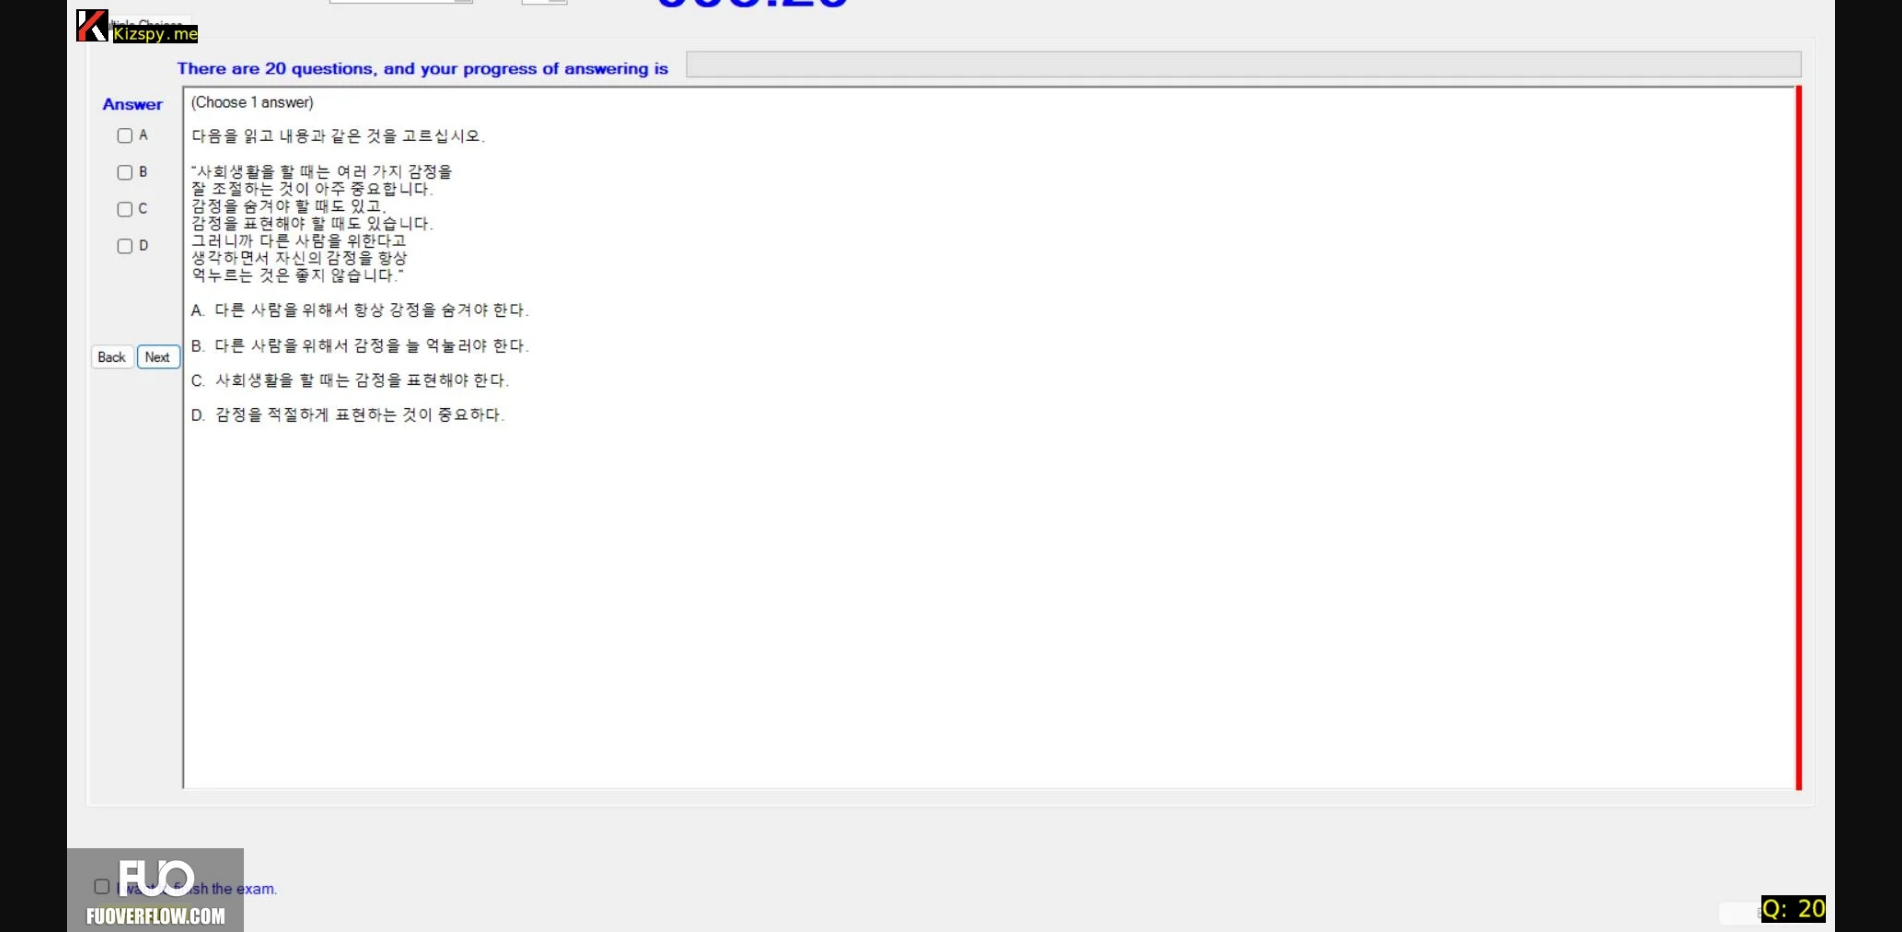 Kizspy.me
There are 20 questions, and your progress of answering is
Answer
(Choose 1 answer)
A
다음을 읽고 내용과 같은 것을 고르십시오.
B
"사회생활을 할 때는 여러 가지 감정을
잘 조절하는 것이 아주 중요합니다.
C
감정을 숨겨야 할 때도 있고,
감정을 표현해야 할 때도 있습니다.
D
그러니까 다른 사람을 위한다고
생각하면서 자신의 감정을 항상
억누르는 것은 좋지 않습니다."
A. 다른 사람을 위해서 항상 강정을 숨겨야 한다.
B. 다른 사람을 위해서 감정을 늘 억눌러야 한다.
Back Next
C. 사회생활을 할 때는 감정을 표현해야 한다.
D. 감정을 적절하게 표현하는 것이 중요하다.
FUO
the exam.
FUOVERFLOW.COM
Q: 20